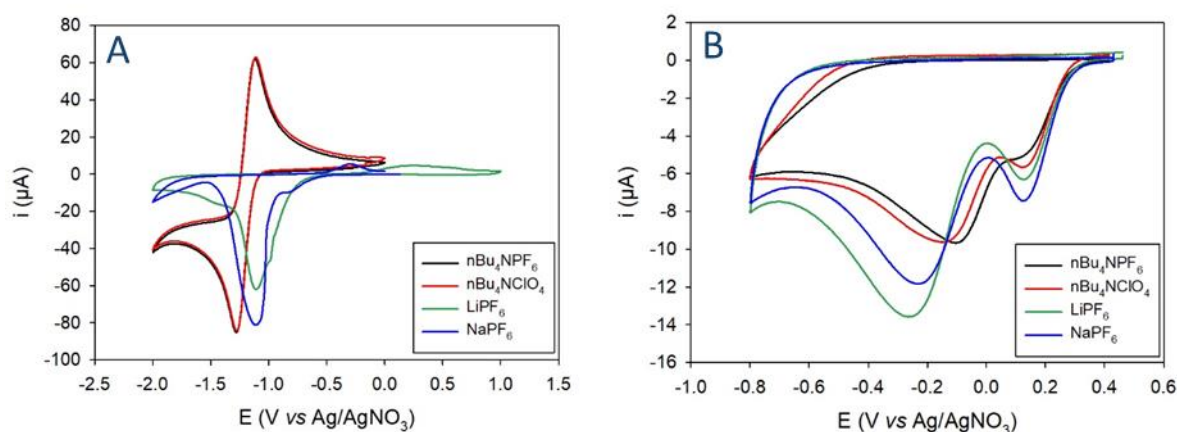 A
80
60
40
20
0
-20
-40
-60
-80
-100
i (µA)
-2.5 -2.0 -1.5 -1.0 -0.5 0.0 0.5 1.0 1.5
E (V vs Ag/AgNO₃)
nBu₄NPF₆
nBu₄NClO₄
LiPF₆
NaPF₆
B
2
0
-2
-4
-6
-8
-10
-12
-14
-16
i (µA)
-1.0 -0.8 -0.6 -0.4 -0.2 0.0 0.2 0.4 0.6
E (V vs Ag/AgNO₃)
nBu₄NPF₆
nBu₄NClO₄
LiPF₆
NaPF₆